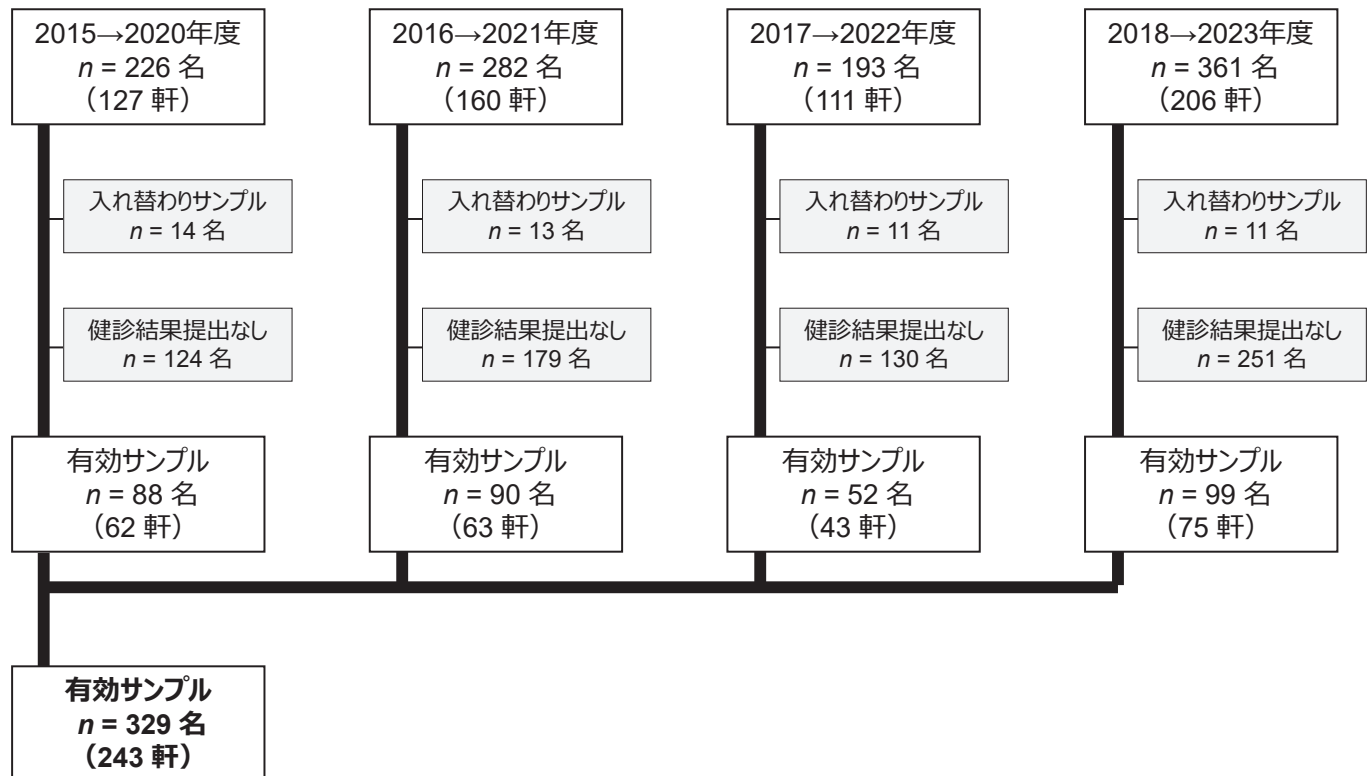 2015→2020年度
n = 226 名
（127 軒）
2016→2021年度
n = 282 名
（160 軒）
2017→2022年度
n = 193 名
（111 軒）
2018→2023年度
n = 361 名
（206 軒）
入れ替わりサンプル
n = 14 名
入れ替わりサンプル
n = 13 名
入れ替わりサンプル
n = 11 名
入れ替わりサンプル
n = 11 名
健診結果提出なし
n = 124 名
健診結果提出なし
n = 179 名
健診結果提出なし
n = 130 名
健診結果提出なし
n = 251 名
有効サンプル
n = 88 名
（62 軒）
有効サンプル
n = 90 名
（63 軒）
有効サンプル
n = 52 名
（43 軒）
有効サンプル
n = 99 名
（75 軒）
有効サンプル
n = 329 名
（243 軒）